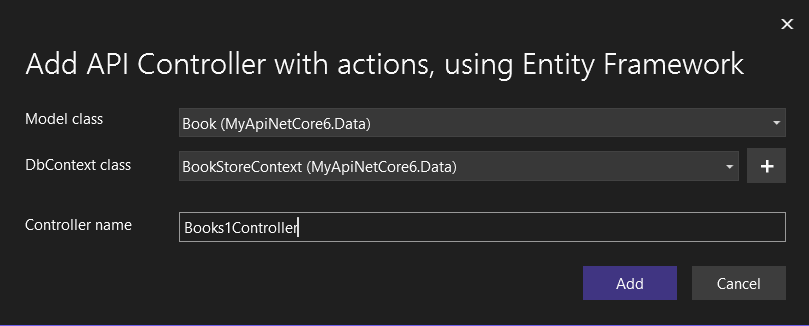 Add API Controller with actions, using Entity Framework
Model class
Book (MyApiNetCore6.Data)
DbContext class
BookStoreContext (MyApiNetCore6.Data)
Controller name
Books1Controller
Add
Cancel